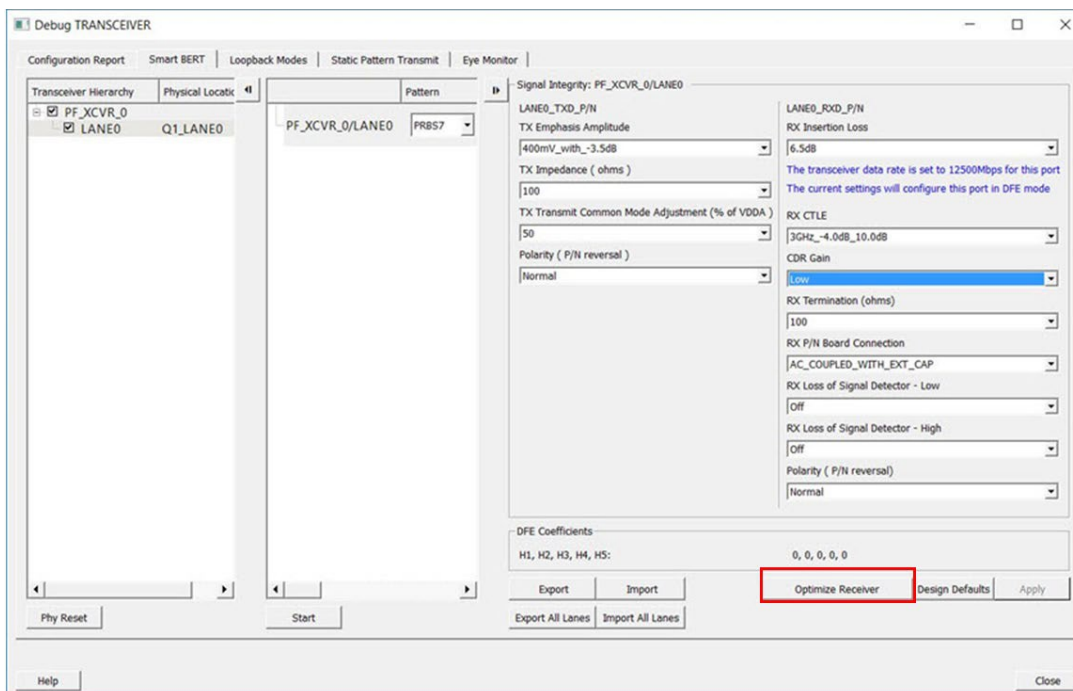 Debug TRANSCEIVER
Configuration Report
Smart BERT
Loopback Modes
Static Pattern Transmit
Eye Monitor
Transceiver Hierarchy
Physical Locatic
PF_XCVR_0
LANE0
Q1_LANE0
Phy Reset
Pattern
PF_XCVR_0/LANE0
PRBS7
Start
Signal Integrity: PF_XCVR_0/LANE0
LANE0_TXD_P/N
TX Emphasis Amplitude
400mV_with_-3.5dB
TX Impedance ( ohms )
100
TX Transmit Common Mode Adjustment (% of VDDA )
50
Polarity ( P/N reversal )
Normal
LANE0_RXD_P/N
RX Insertion Loss
6.5dB
The transceiver data rate is set to 12500Mbps for this port
The current settings will configure this port in DFE mode
RX CTLE
3GHz_-4.0dB_10.0dB
CDR Gain
Low
RX Termination (ohms)
100
RX P/N Board Connection
AC_COUPLED_WITH_EXT_CAP
RX Loss of Signal Detector - Low
Off
RX Loss of Signal Detector - High
Off
Polarity ( P/N reversal)
Normal
DFE Coefficients
H1, H2, H3, H4, H5:
0, 0, 0, 0, 0
Export
Import
Optimize Receiver
Design Defaults
Apply
Export All Lanes
Import All Lanes
Help
Close